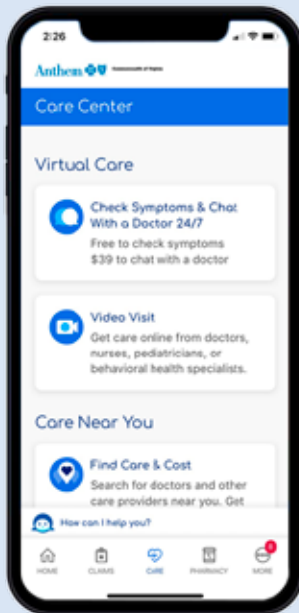 2:26
Anthem
Commonwealth of Virginia
Care Center
Virtual Care
Check Symptoms & Chat
With a Doctor 24/7
Free to check symptoms
$39 to chat with a doctor
Video Visit
Get care online from doctors,
nurses, pediatricians, or
behavioral health specialists.
Care Near You
Find Care & Cost
Search for doctors and other
care providers near you. Get
How can I help you?
HOME
CLAIMS
CARE
PHARMACY
MORE